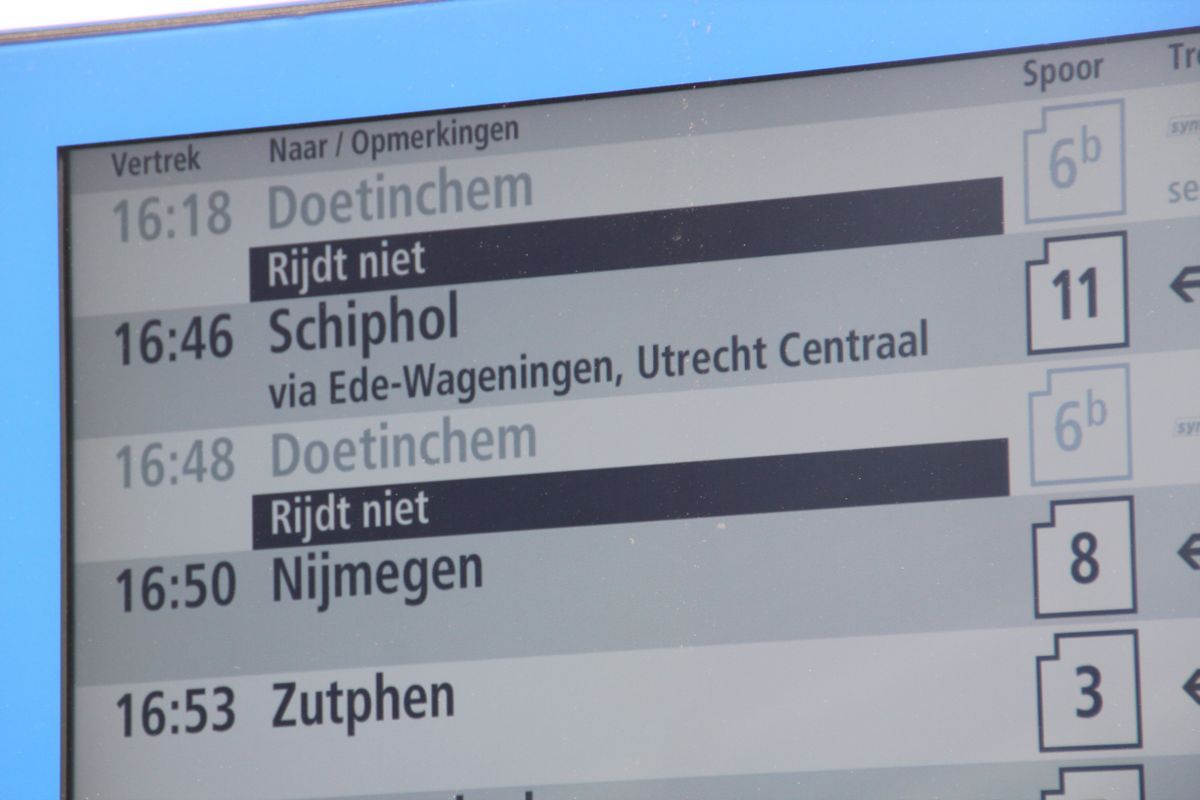 Vertrek Naar / Opmerkingen Spoor
16:18 Doetinchem 6b
Rijdt niet
16:46 Schiphol 11
via Ede-Wageningen, Utrecht Centraal
16:48 Doetinchem 6b
Rijdt niet
16:50 Nijmegen 8
16:53 Zutphen 3